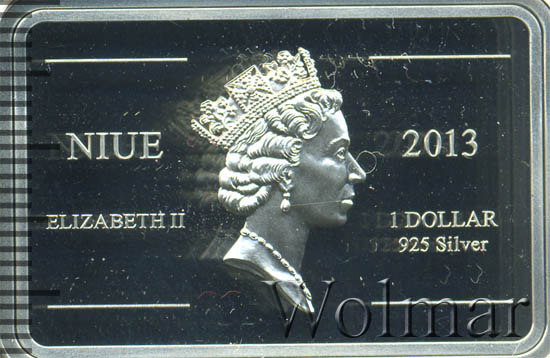 NIUE
2013
ELIZABETH II
1 DOLLAR
925 Silver
Wolmar